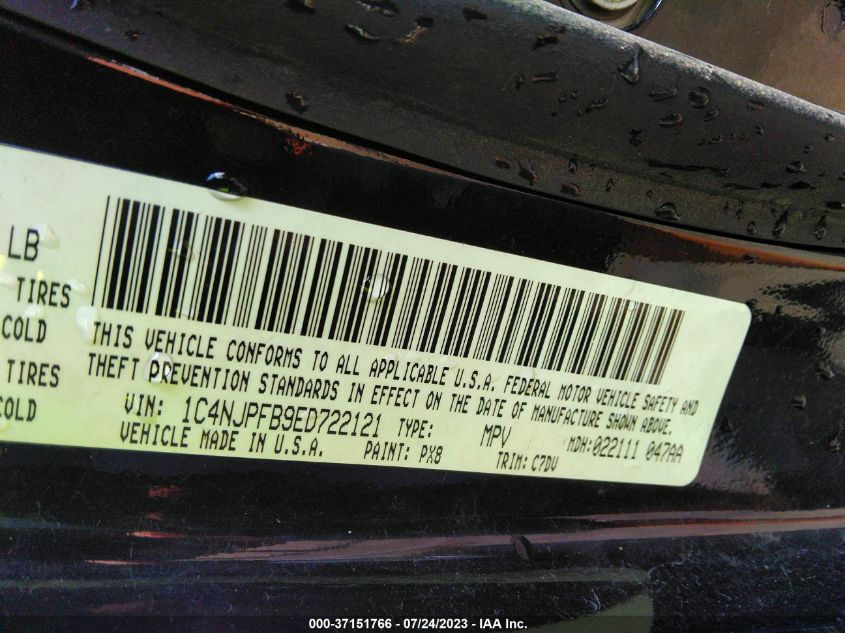 LB
TIRES
COLD
TIRES
COLD
THIS VEHICLE CONFORMS TO ALL APPLICABLE U.S.A. FEDERAL MOTOR VEHICLE SAFETY AND
THEFT PREVENTION STANDARDS IN EFFECT ON THE DATE OF MANUFACTURE SHOWN ABOVE.
VIN: 1C4NJPFB9ED722121 TYPE: MPV MDH:022111 047AA
VEHICLE MADE IN U.S.A. PAINT: PX8 TRIM: C7DV
000-37151766 / 07/24/2023 - IAA Inc.